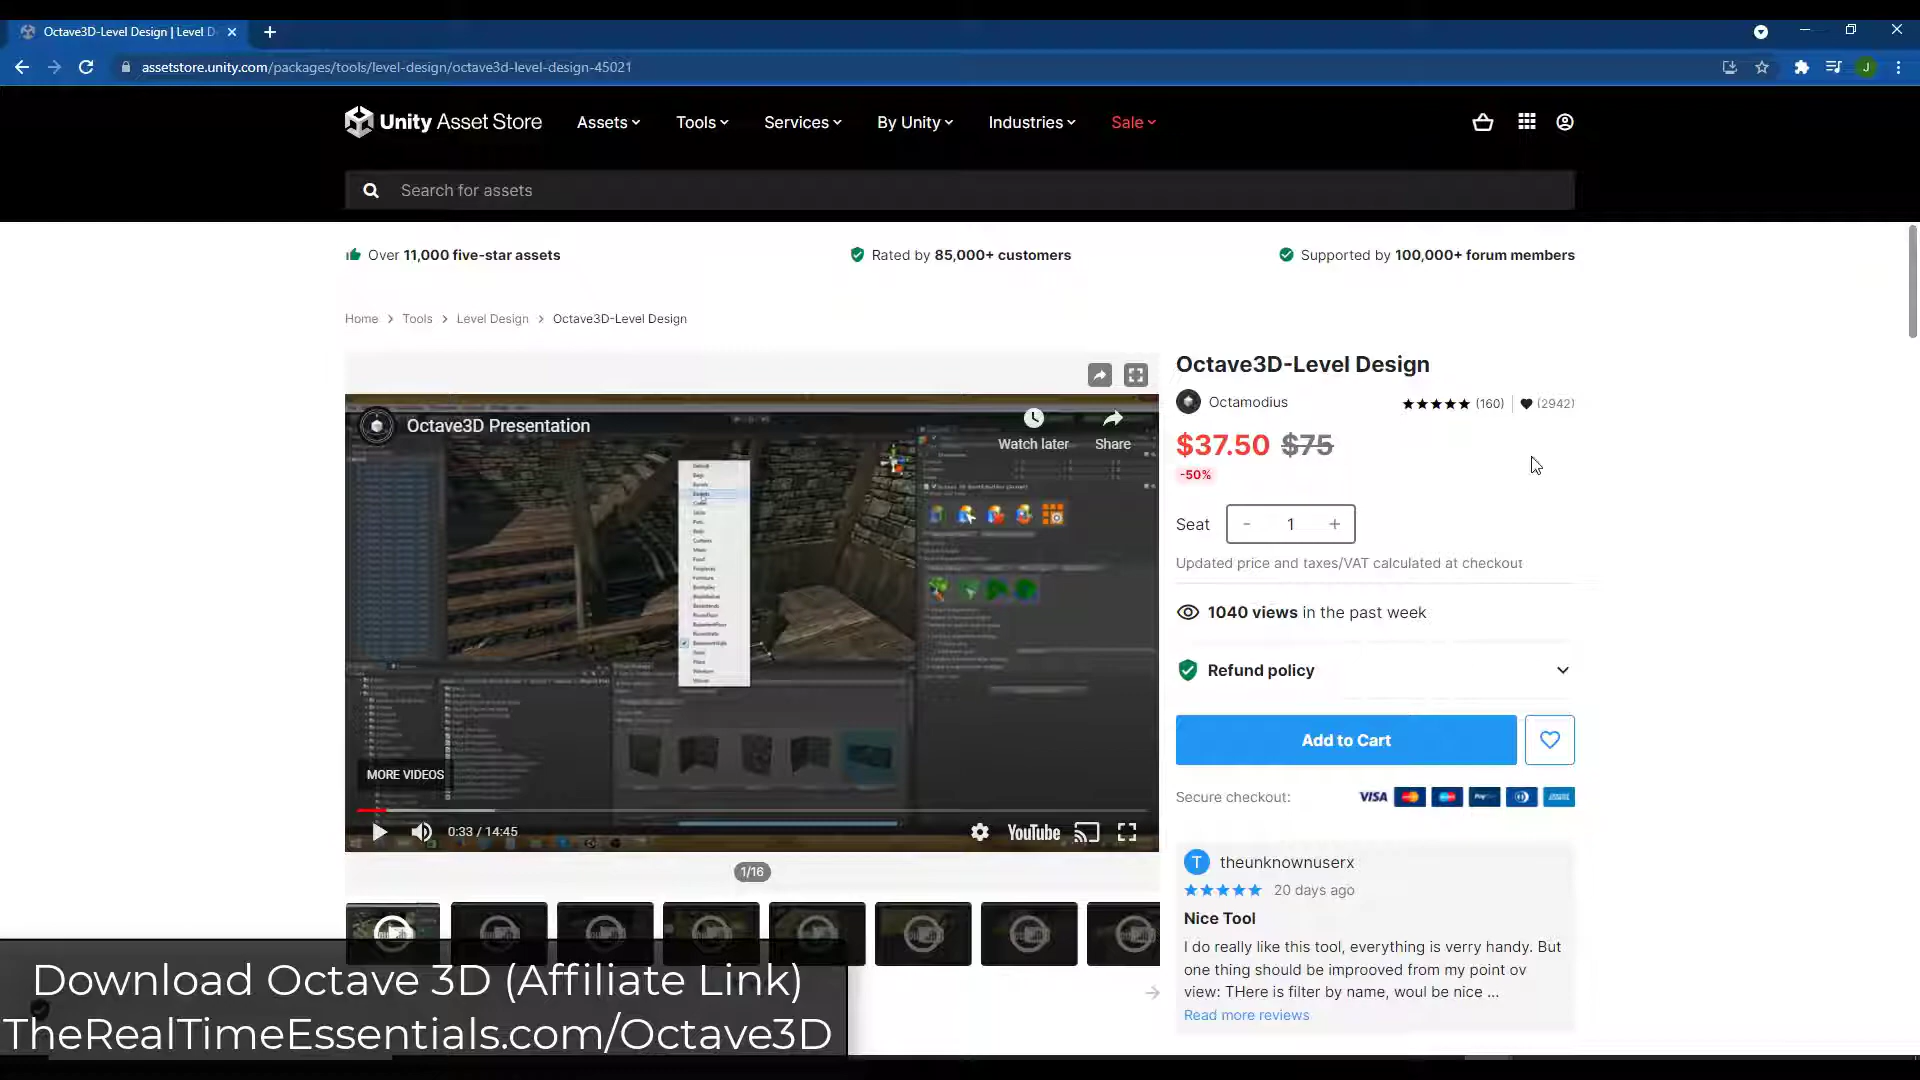 Octave3D-Level Design | Level D
assetstore.unity.com/packages/tools/level-design/octave3d-level-design-45021
J
Unity Asset Store
Assets
Tools
Services
By Unity
Industries
Sale
Search for assets
Over 11,000 five-star assets
Rated by 85,000+ customers
Supported by 100,000+ forum members
Home > Tools > Level Design > Octave3D-Level Design
Octave3D Presentation
Watch later
Share
MORE VIDEOS
0:33 / 14:45
YouTube
1/16
Octave3D-Level Design
Octamodius
★★★★★ (160) | (2942)
$37.50 $75
-50%
Seat - 1 +
Updated price and taxes/VAT calculated at checkout
1040 views in the past week
Refund policy
Add to Cart
Secure checkout: VISA PayPal
T theunknownuserx
★★★★★ 20 days ago
Nice Tool
I do really like this tool, everything is verry handy. But
one thing should be improoved from my point ov
view: THere is filter by name, woul be nice ...
Read more reviews
Download Octave 3D (Affiliate Link)
TheRealTimeEssentials.com/Octave3D